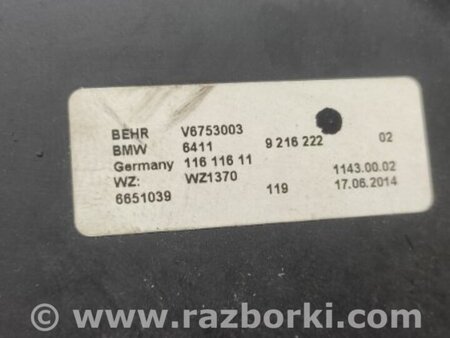 BEHR V6753003
BMW 6411 9 216 222 02
Germany 116 116 11 1143.00.02
WZ: WZ1370 119 17.06.2014
6651039
© - www.razborki.com